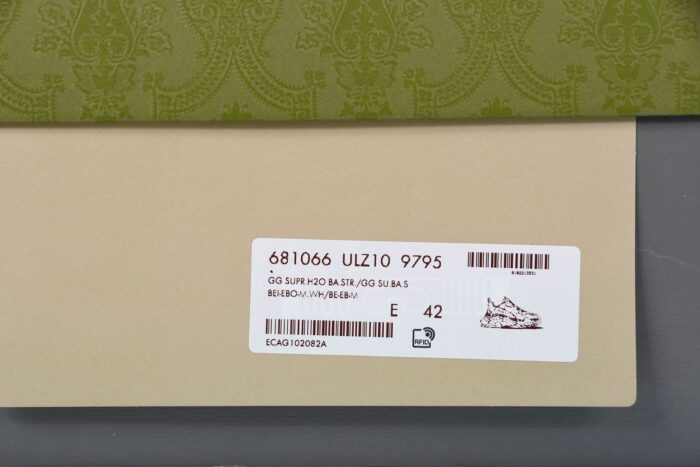 681066 ULZ10 9795
GG SUPR.H2O BA.STR./GG SU.BA.S
BEI-EBO-M.WH/BE-EB-M
E 42
ECAG102082A
RFID